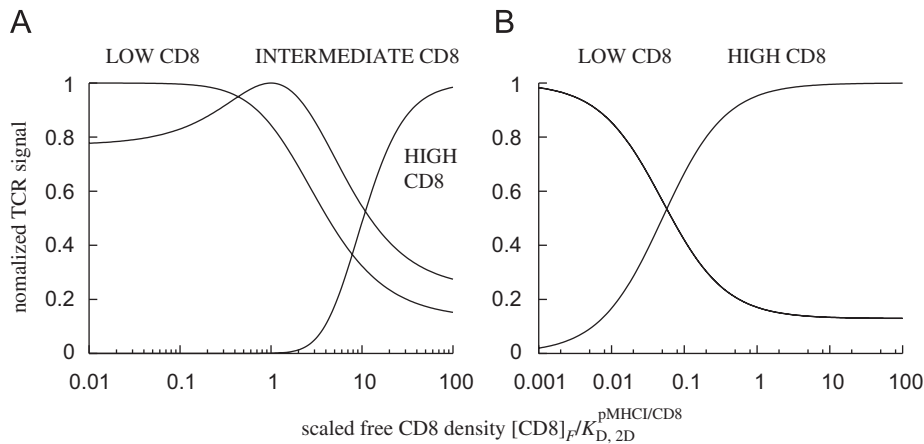 A
B
LOW CD8
INTERMEDIATE CD8
LOW CD8
HIGH CD8
nomalized TCR signal
1
0.8
0.6
0.4
0.2
0
HIGH
CD8
0.01
0.1
1
10
100
1
0.8
0.6
0.4
0.2
0
0.001
0.01
0.1
1
10
100
scaled free CD8 density [CD8]F/K D, 2D pMHCI/CD8